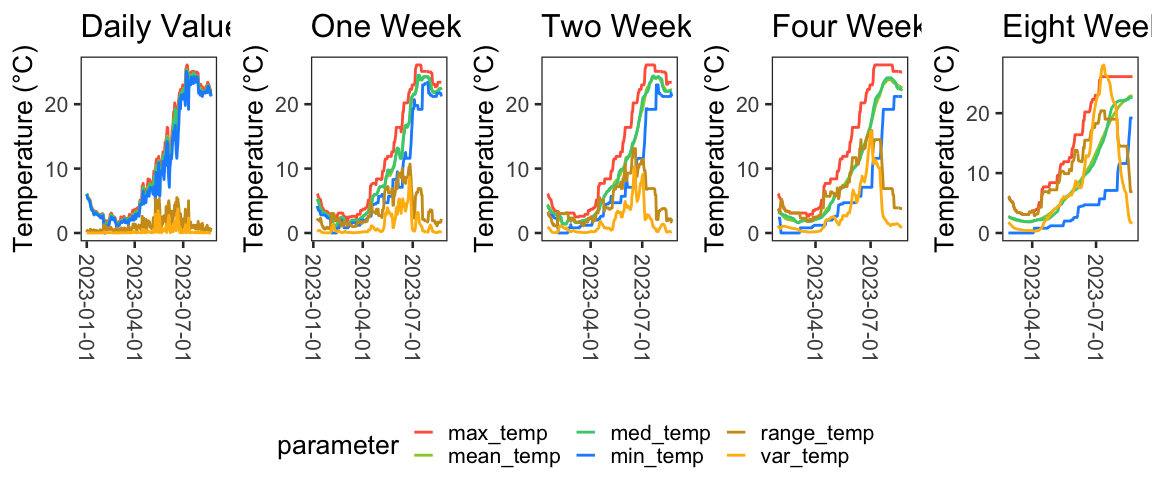 Daily Value
One Week
Two Week
Four Week
Eight Week
Temperature (°C)
20
10
0
2023-01-01
2023-04-01
2023-07-01
Temperature (°C)
20
10
0
2023-01-01
2023-04-01
2023-07-01
Temperature (°C)
20
10
0
2023-04-01
2023-07-01
Temperature (°C)
20
10
0
2023-04-01
2023-07-01
Temperature (°C)
20
10
0
2023-04-01
2023-07-01
parameter
max_temp
med_temp
range_temp
mean_temp
min_temp
var_temp